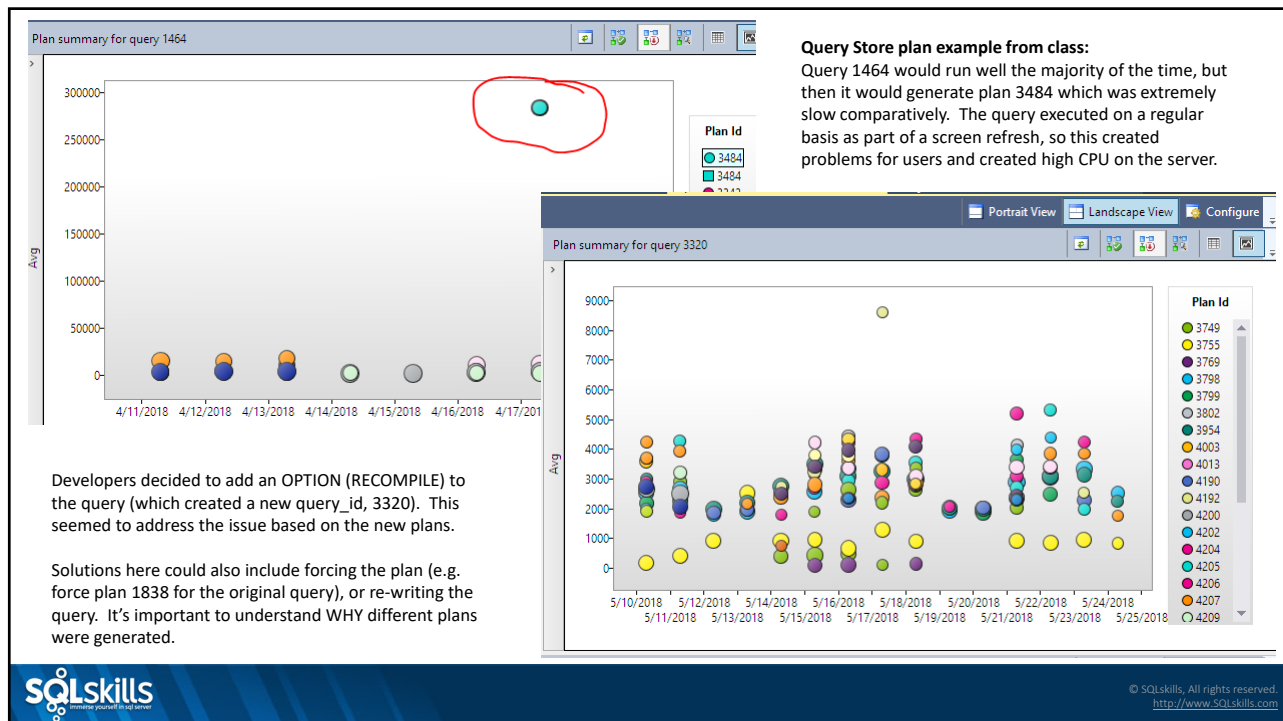 Plan summary for query 1464
Avg
300000
250000
200000
150000
100000
50000
0
4/11/2018 4/12/2018 4/13/2018 4/14/2018 4/15/2018 4/16/2018 4/17/201
Plan Id
3484
3484
Query Store plan example from class:
Query 1464 would run well the majority of the time, but
then it would generate plan 3484 which was extremely
slow comparatively. The query executed on a regular
basis as part of a screen refresh, so this created
problems for users and created high CPU on the server.
Portrait View Landscape View Configure
Plan summary for query 3320
Avg
9000
8000
7000
6000
5000
4000
3000
2000
1000
0
5/10/2018 5/12/2018 5/14/2018 5/16/2018 5/18/2018 5/20/2018 5/22/2018 5/24/2018
5/11/2018 5/13/2018 5/15/2018 5/17/2018 5/19/2018 5/21/2018 5/23/2018 5/25/2018
Plan Id
3749
3755
3769
3798
3799
3802
3954
4003
4013
4190
4192
4200
4202
4204
4205
4206
4207
4209
Developers decided to add an OPTION (RECOMPILE) to
the query (which created a new query_id, 3320). This
seemed to address the issue based on the new plans.
Solutions here could also include forcing the plan (e.g.
force plan 1838 for the original query), or re-writing the
query. It's important to understand WHY different plans
were generated.
SQLskills
immerse yourself in sql server
© SQLskills, All rights reserved.
http://www.SQLskills.com